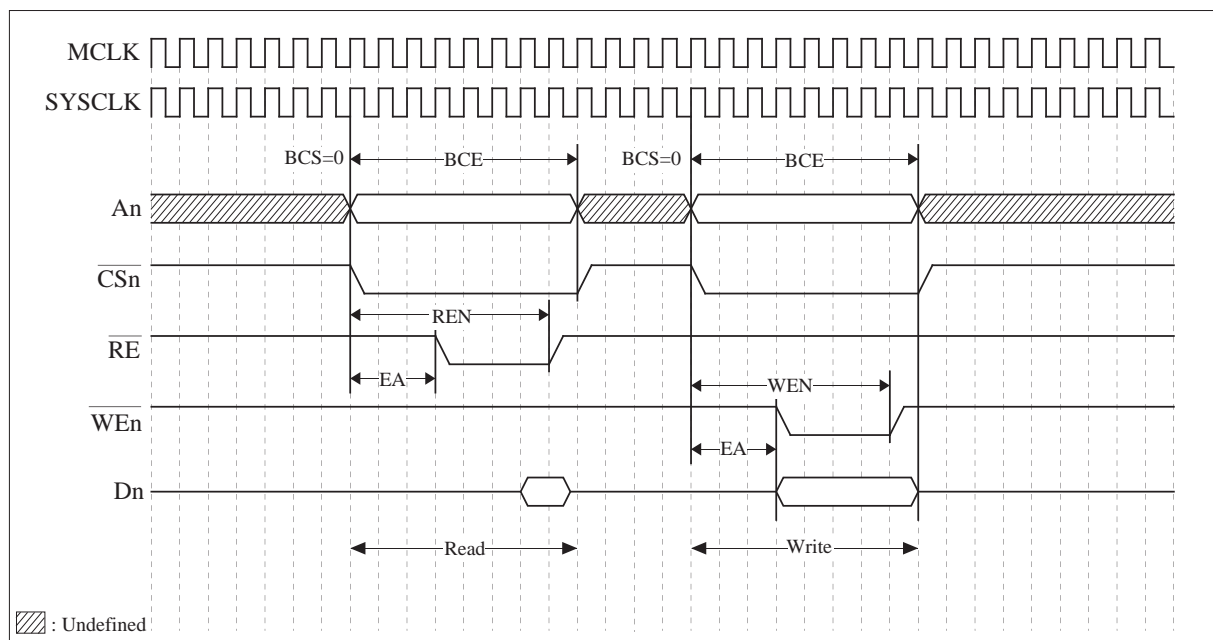 MCLK
SYSCLK
BCS=0 BCE BCS=0 BCE
An
CSn
REN
RE
EA WEN
WEn
EA
Dn
Read Write
: Undefined